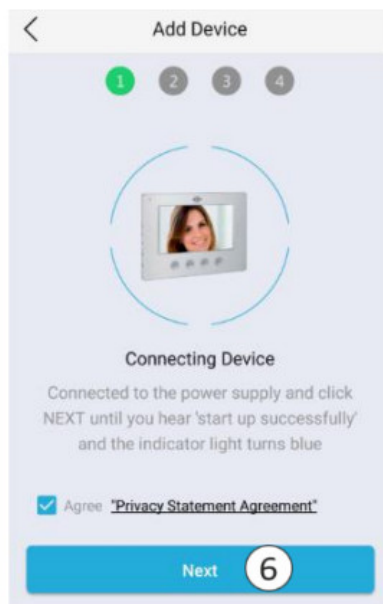 Add Device
1 2 3 4
Connecting Device
Connected to the power supply and click
NEXT until you hear 'start up successfully'
and the indicator light turns blue
Agree "Privacy Statement Agreement"
Next 6